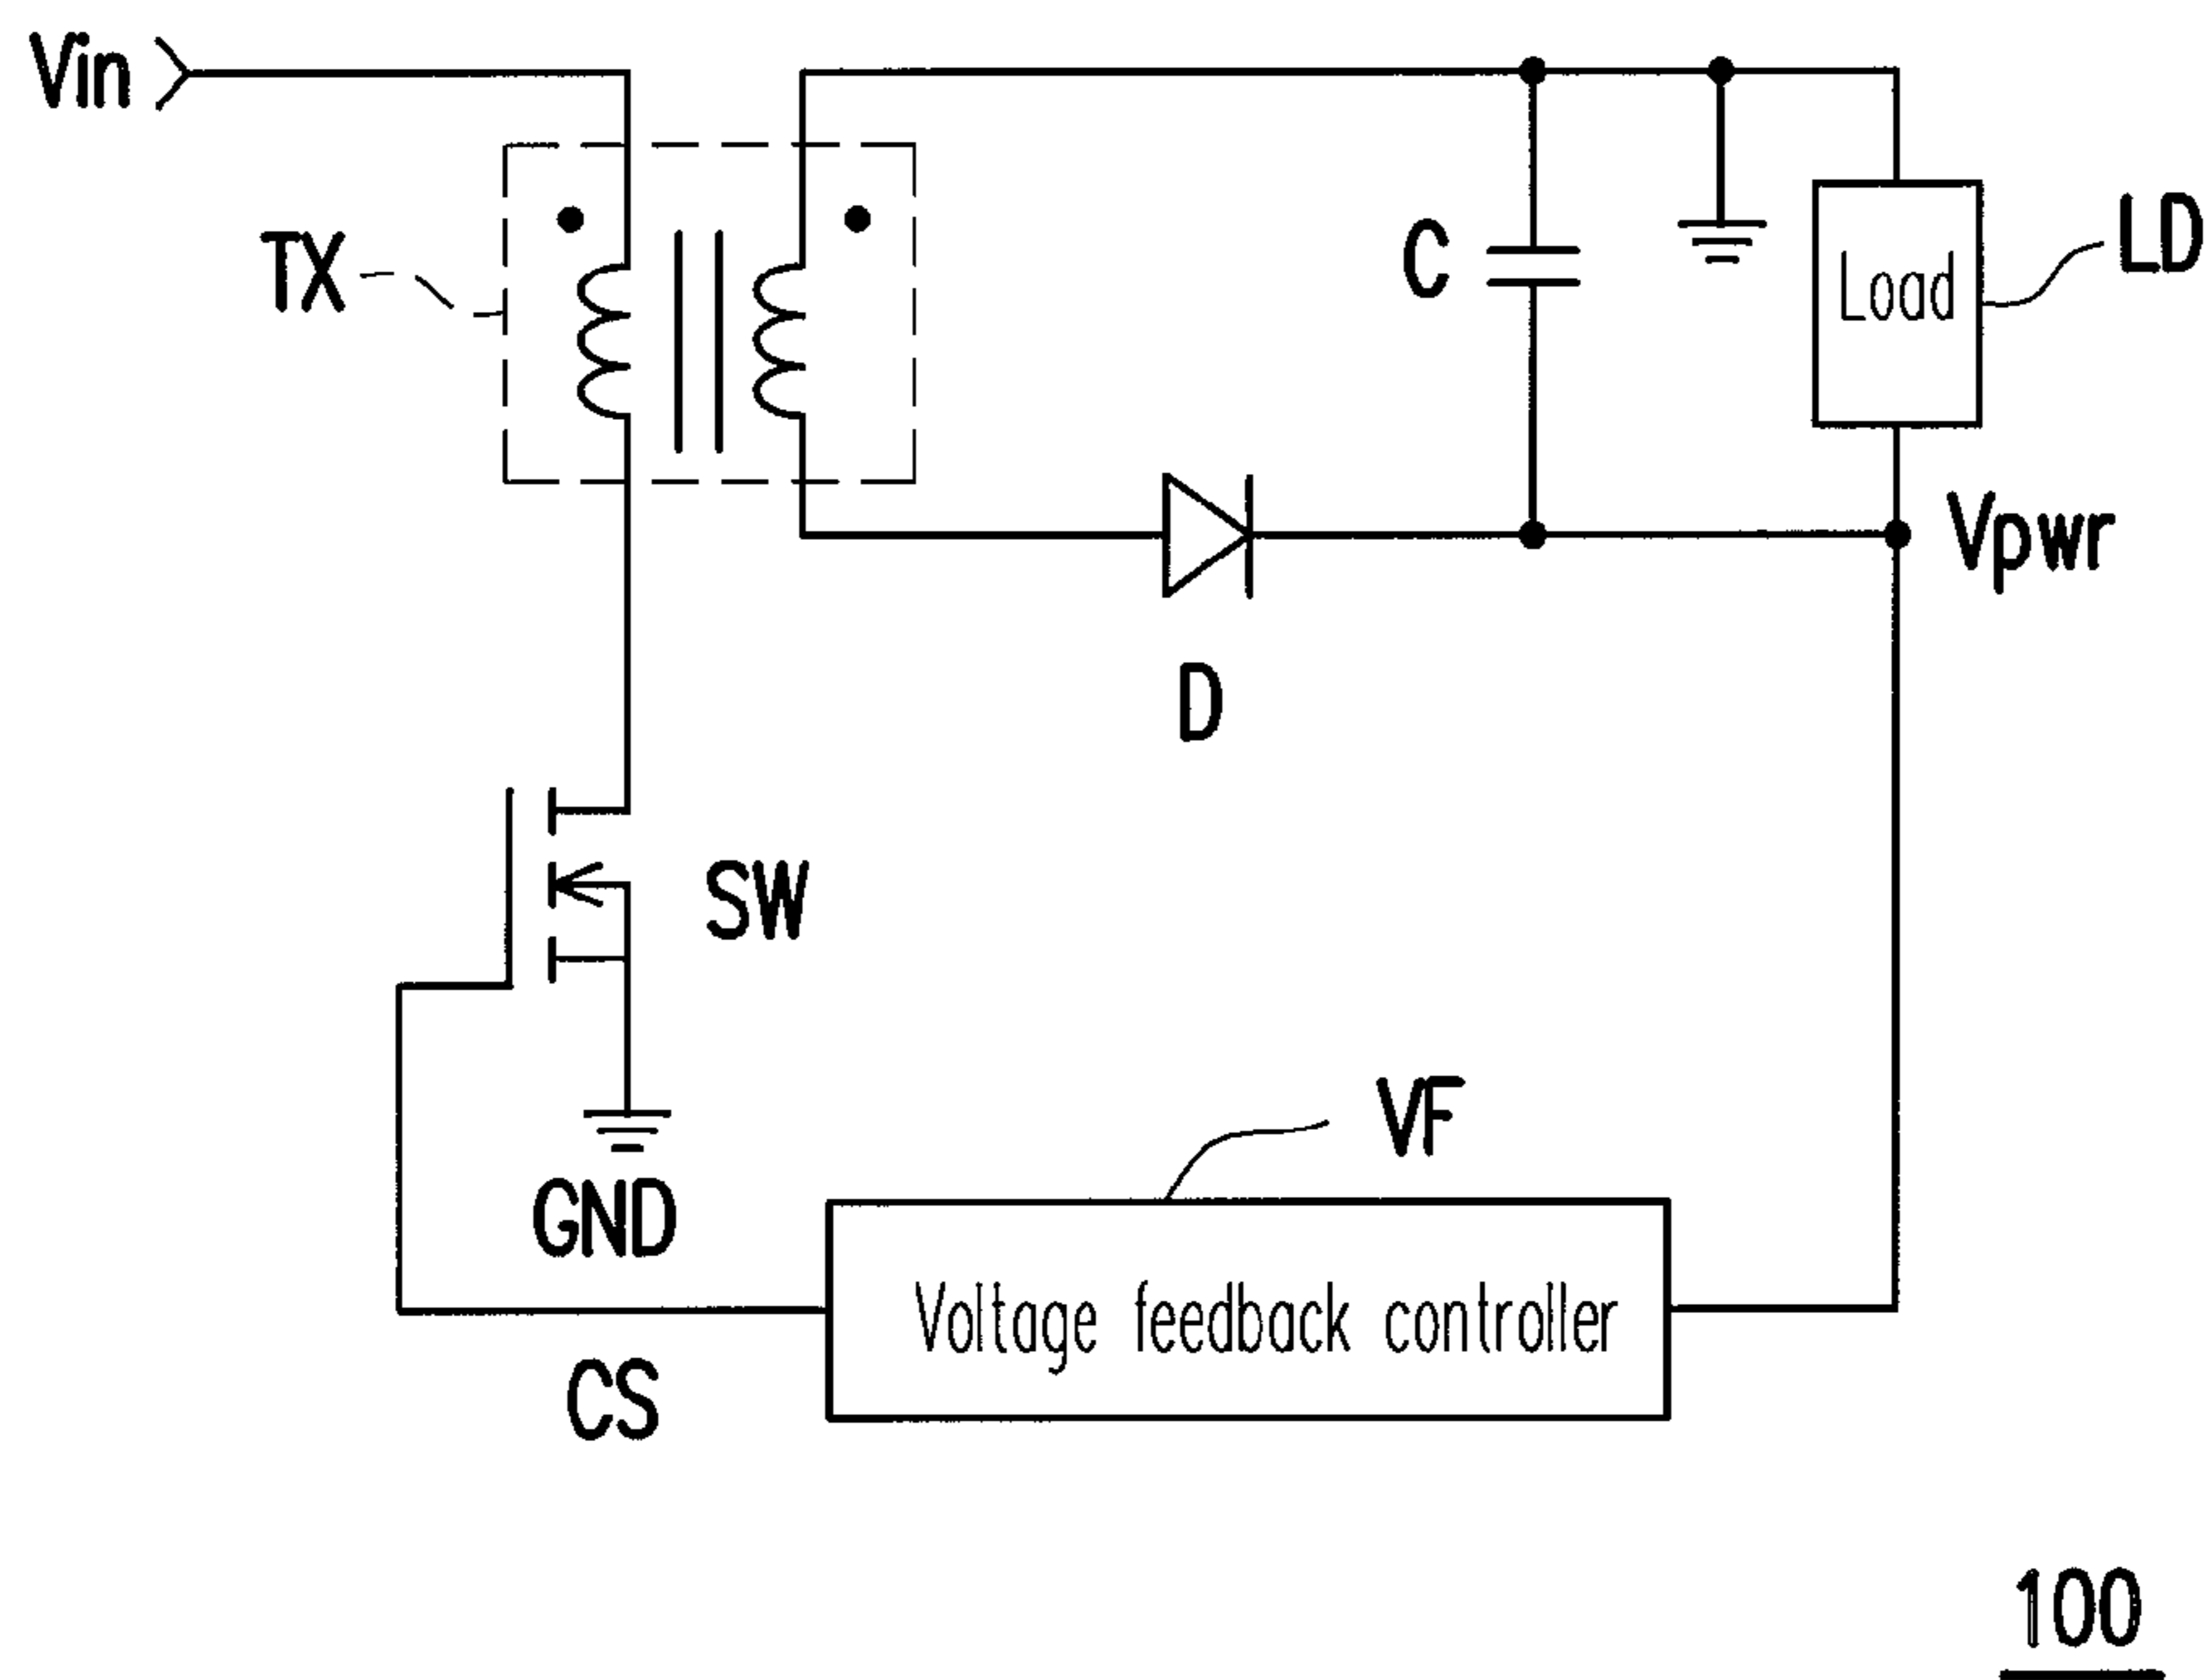 Vin
TX
C
Load
LD
Vpwr
D
SW
GND
VF
Voltage feedback controller
CS
100